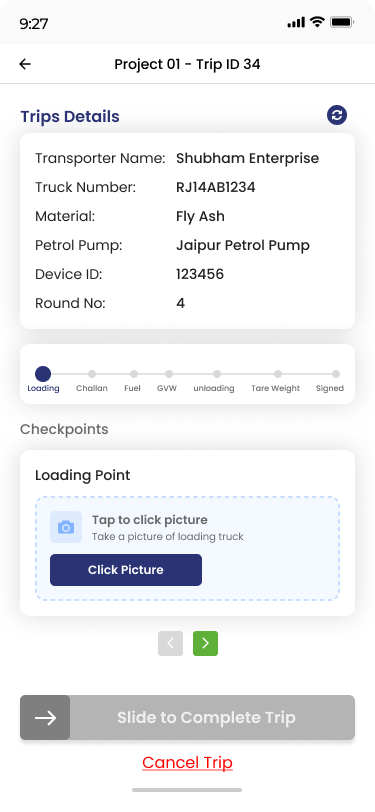 9:27
Project 01 - Trip ID 34
Trips Details
Transporter Name: Shubham Enterprise
Truck Number: RJ14AB1234
Material: Fly Ash
Petrol Pump: Jaipur Petrol Pump
Device ID: 123456
Round No: 4
Loading Challan Fuel GVW unloading Tare Weight Signed
Checkpoints
Loading Point
Tap to click picture
Take a picture of loading truck
Click Picture
Slide to Complete Trip
Cancel Trip